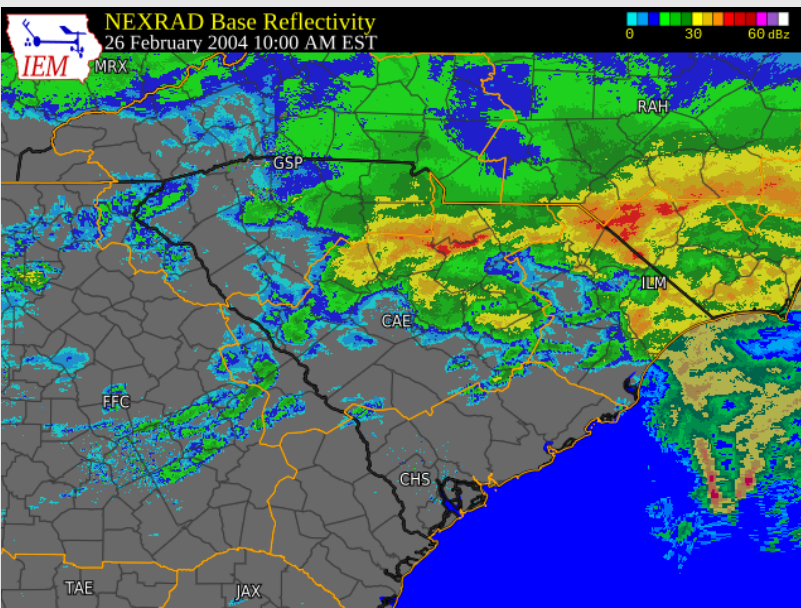 NEXRAD Base Reflectivity
26 February 2004 10:00 AM EST
IEM
0 30 60 dBz
MRX
RAH
GSP
ILM
CAE
FFC
CHS
TAE
JAX